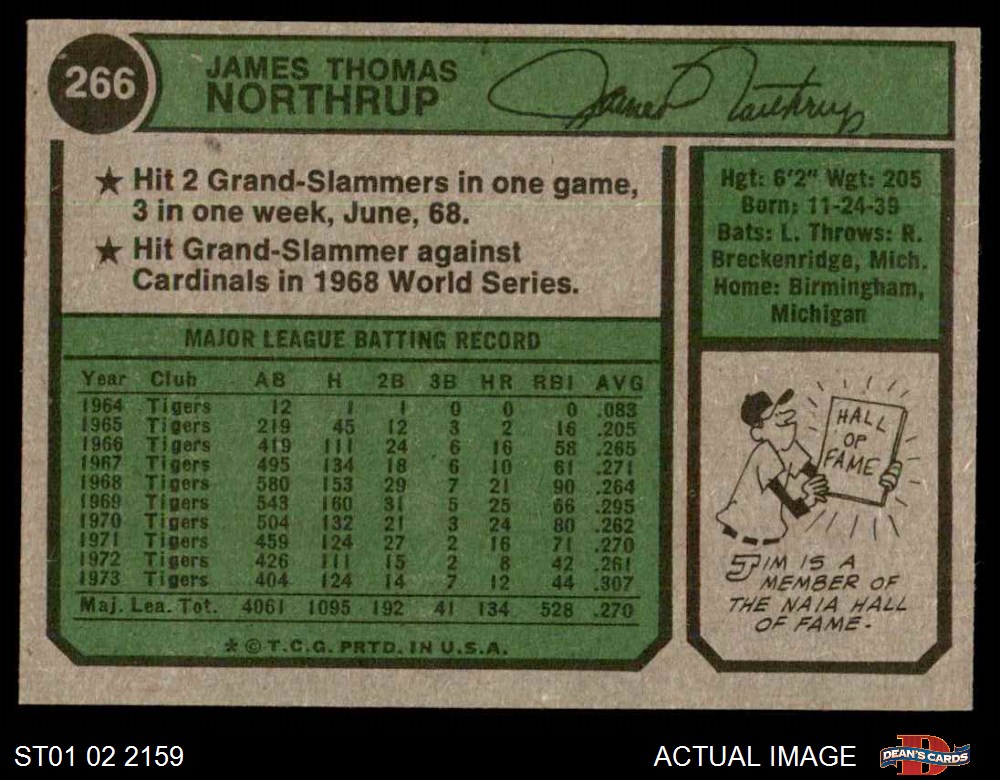 266
JAMES THOMAS
NORTHRUP
James Northrup
★ Hit 2 Grand-Slammers in one game,
3 in one week, June, 68.
★ Hit Grand-Slammer against
Cardinals in 1968 World Series.
MAJOR LEAGUE BATTING RECORD
Year Club AB H 2B 3B HR RBI AVG
1964 Tigers 12 1 1 0 0 0 .083
1965 Tigers 219 45 12 3 2 16 .205
1966 Tigers 419 111 24 6 16 58 .265
1967 Tigers 495 134 18 6 10 61 .271
1968 Tigers 580 153 29 7 21 90 .264
1969 Tigers 543 160 31 5 25 66 .295
1970 Tigers 504 132 21 3 24 80 .262
1971 Tigers 459 124 27 2 16 71 .270
1972 Tigers 426 111 15 2 8 42 .261
1973 Tigers 404 124 14 7 12 44 .307
Maj. Lea. Tot. 4061 1095 192 41 134 528 .270
* © T.C.G. PRTD. IN U.S.A.
Hgt: 6'2" Wgt: 205
Born: 11-24-39
Bats: L. Throws: R.
Breckenridge, Mich.
Home: Birmingham,
Michigan
HALL
OF
FAME
JIM IS A
MEMBER OF
THE NAIA HALL
OF FAME.
ST01 02 2159
ACTUAL IMAGE
DEAN'S CARDS